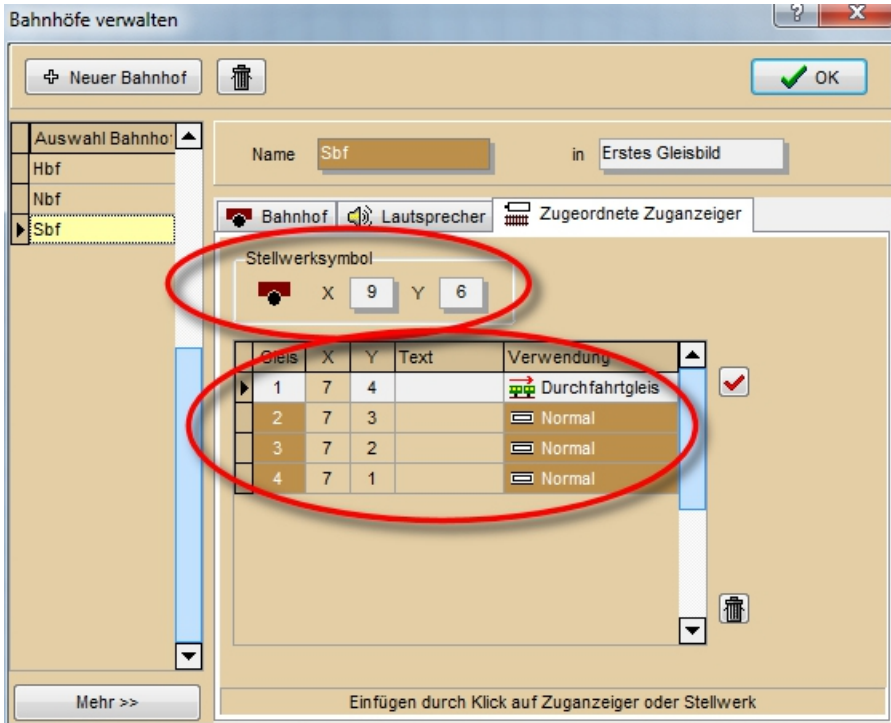 Bahnhöfe verwalten
?
X
Neuer Bahnhof
OK
Auswahl Bahnho
Hbf
Nbf
Sbf
Name Sbf in Erstes Gleisbild
Bahnhof Lautsprecher Zugeordnete Zuganzeiger
Stellwerksymbol
X 9 Y 6
Gleis X Y Text Verwendung
1 7 4 Durchfahrtgleis
2 7 3 Normal
3 7 2 Normal
4 7 1 Normal
Mehr >>
Einfügen durch Klick auf Zuganzeiger oder Stellwerk